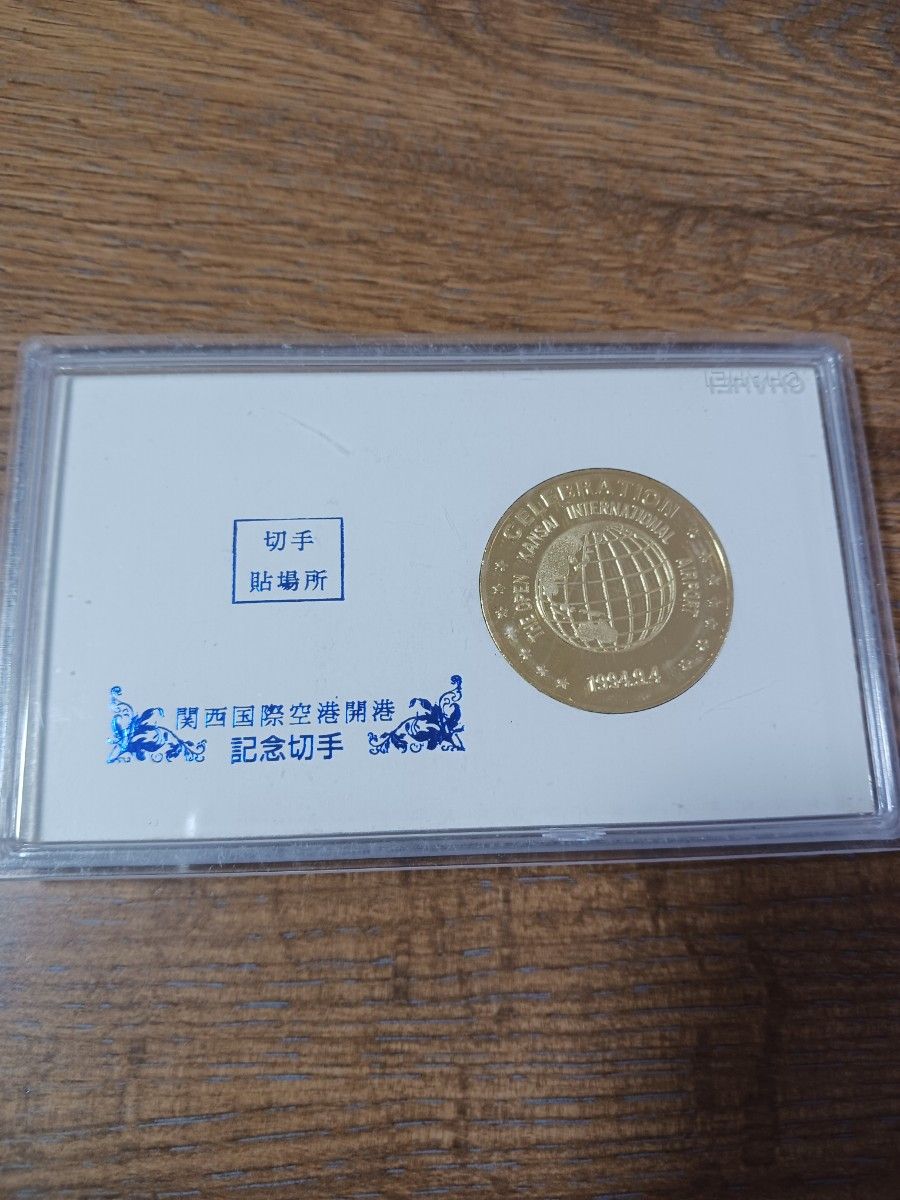 切手
貼場所
関西国際空港開港
記念切手
CELEBRATION
THE OPEN KANSAI INTERNATIONAL AIRPORT
1994.9.4